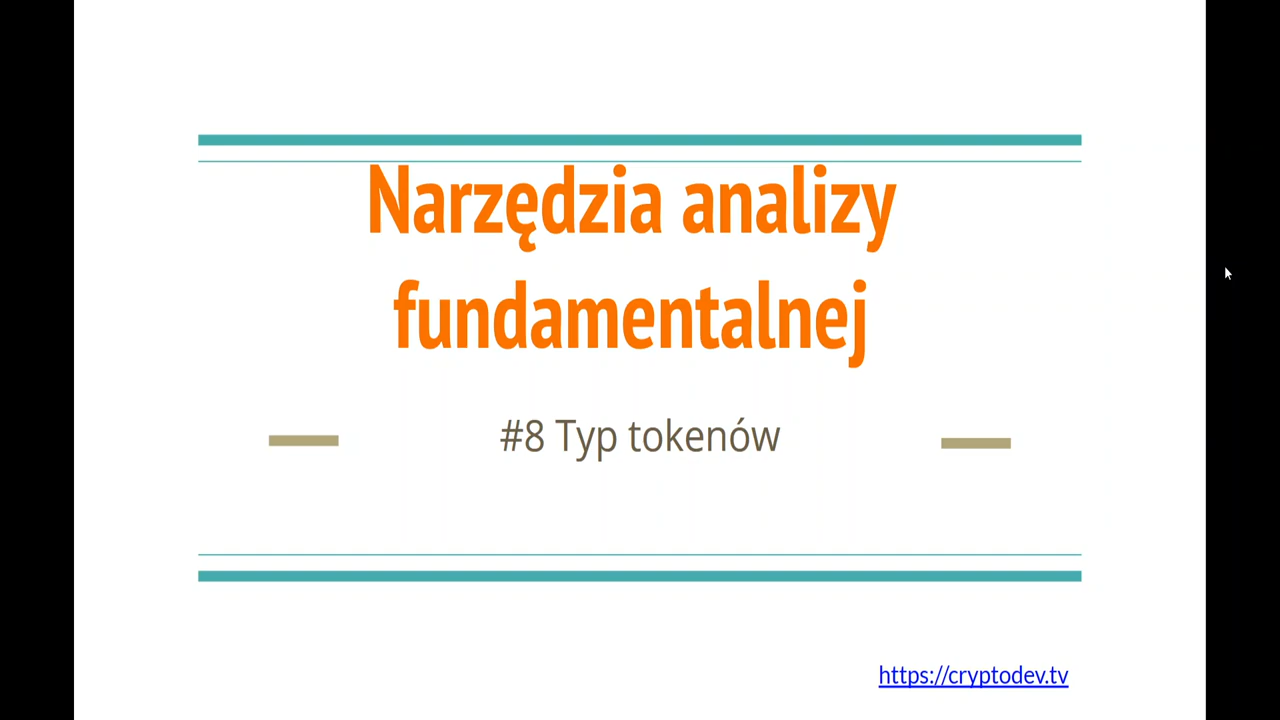 Narzędzia analizy
fundamentalnej
#8 Typ tokenów
https://cryptodev.tv